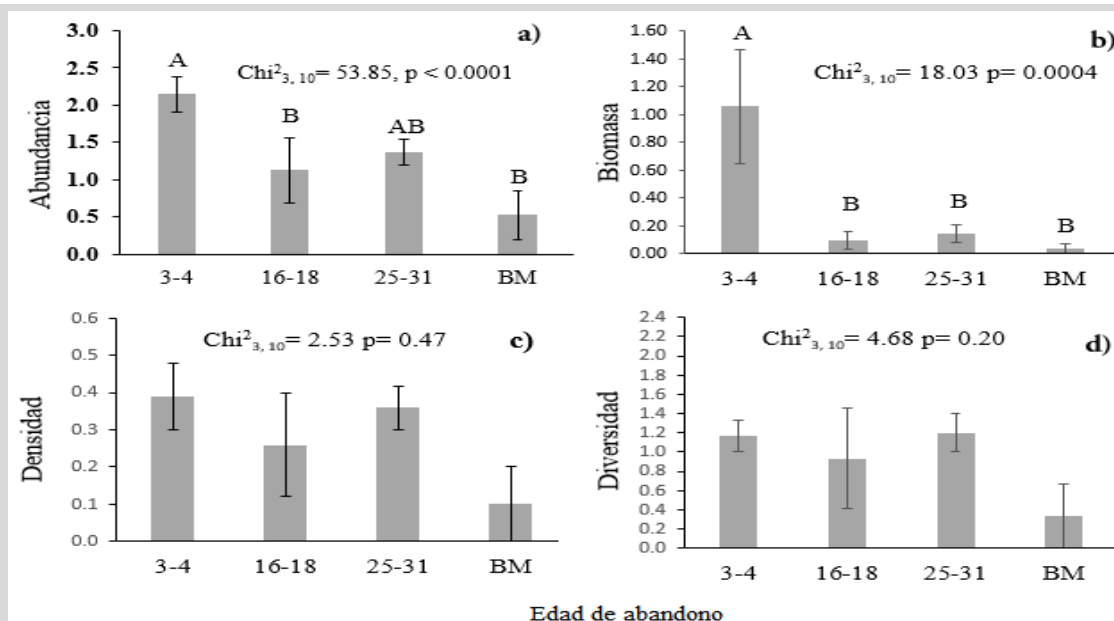 a)
Abundancia
3.0
2.5
2.0
1.5
1.0
0.5
0.0
Chi²₃, ₁₀= 53.85, p < 0.0001
A
B
AB
B
3-4 16-18 25-31 BM
b)
Biomasa
1.60
1.40
1.20
1.00
0.80
0.60
0.40
0.20
0.00
Chi²₃, ₁₀= 18.03 p= 0.0004
A
B
B
B
3-4 16-18 25-31 BM
c)
Densidad
0.6
0.5
0.4
0.3
0.2
0.1
0.0
Chi²₃, ₁₀= 2.53 p= 0.47
3-4 16-18 25-31 BM
d)
Diversidad
2.4
2.2
2.0
1.8
1.6
1.4
1.2
1.0
0.8
0.6
0.4
0.2
0.0
Chi²₃, ₁₀= 4.68 p= 0.20
3-4 16-18 25-31 BM
Edad de abandono